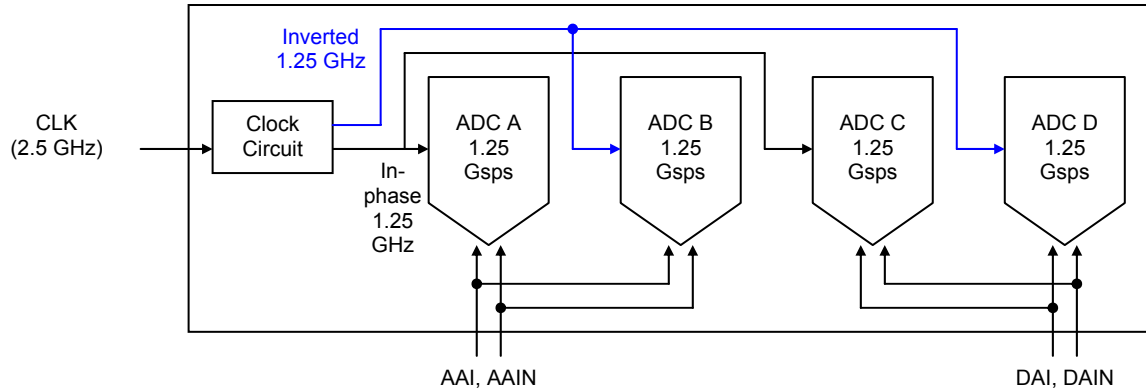 Inverted
1.25 GHz
CLK
(2.5 GHz)
Clock
Circuit
ADC A
1.25
Gsps
ADC B
1.25
Gsps
ADC C
1.25
Gsps
ADC D
1.25
Gsps
In-
phase
1.25
GHz
AAI, AAIN
DAI, DAIN